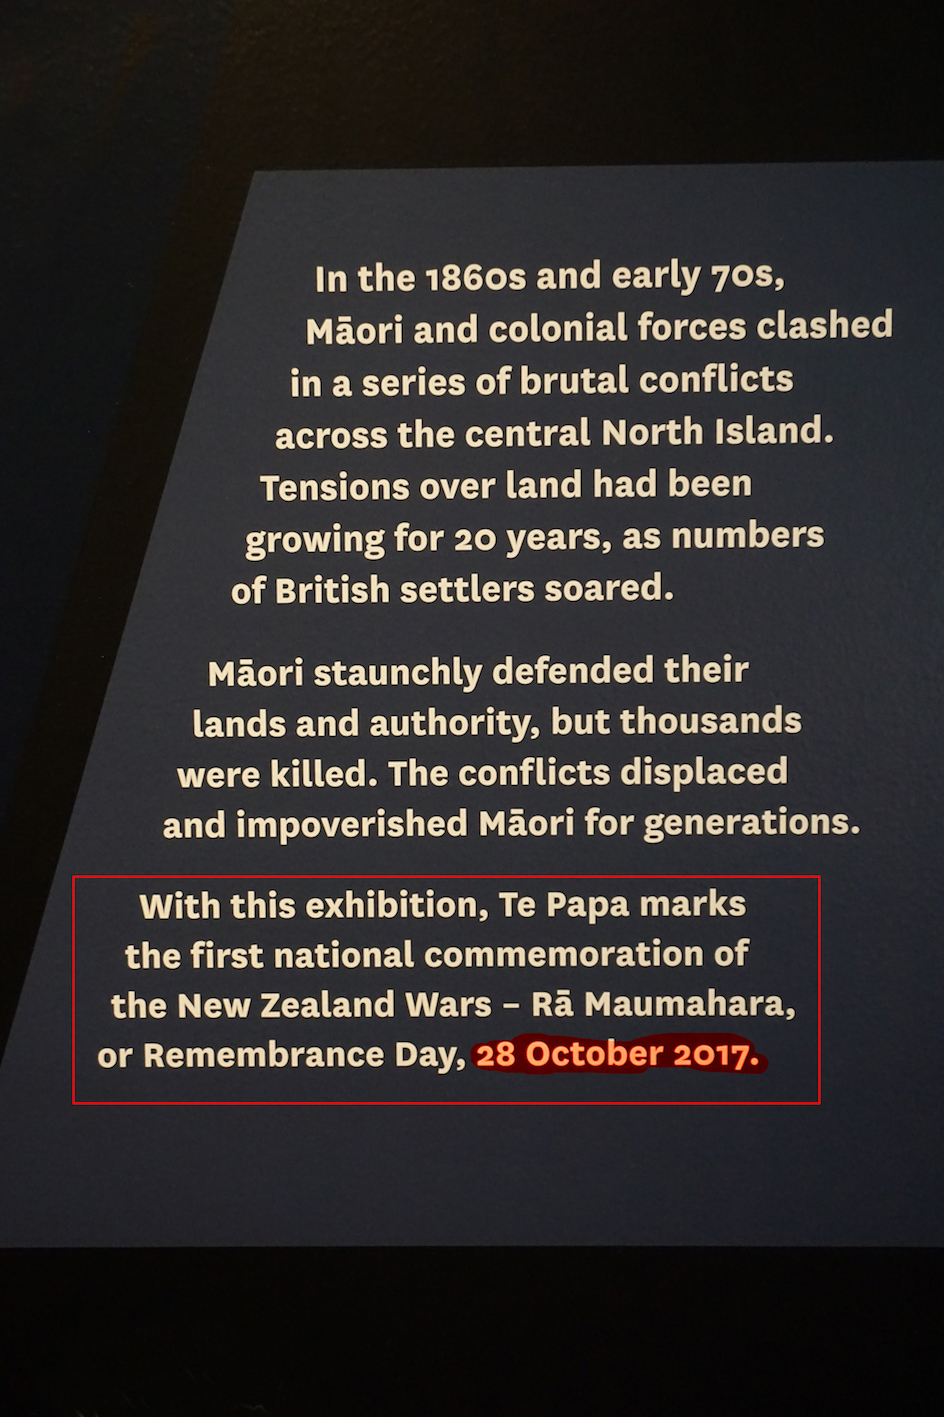 In the 1860s and early 70s,
Māori and colonial forces clashed
in a series of brutal conflicts
across the central North Island.
Tensions over land had been
growing for 20 years, as numbers
of British settlers soared.
Māori staunchly defended their
lands and authority, but thousands
were killed. The conflicts displaced
and impoverished Māori for generations.
With this exhibition, Te Papa marks
the first national commemoration of
the New Zealand Wars – Rā Maumahara,
or Remembrance Day, 28 October 2017.